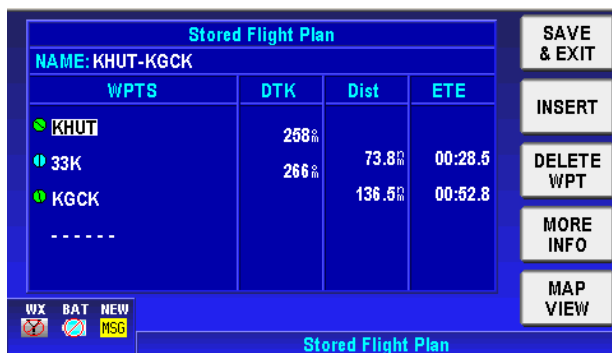 Stored Flight Plan
NAME: KHUT-KGCK
WPTS DTK Dist ETE
KHUT
258°m
33K 73.8nm 00:28.5
266°m
KGCK 136.5nm 00:52.8
------
SAVE & EXIT
INSERT
DELETE WPT
MORE INFO
MAP VIEW
WX BAT NEW
MSG
Stored Flight Plan